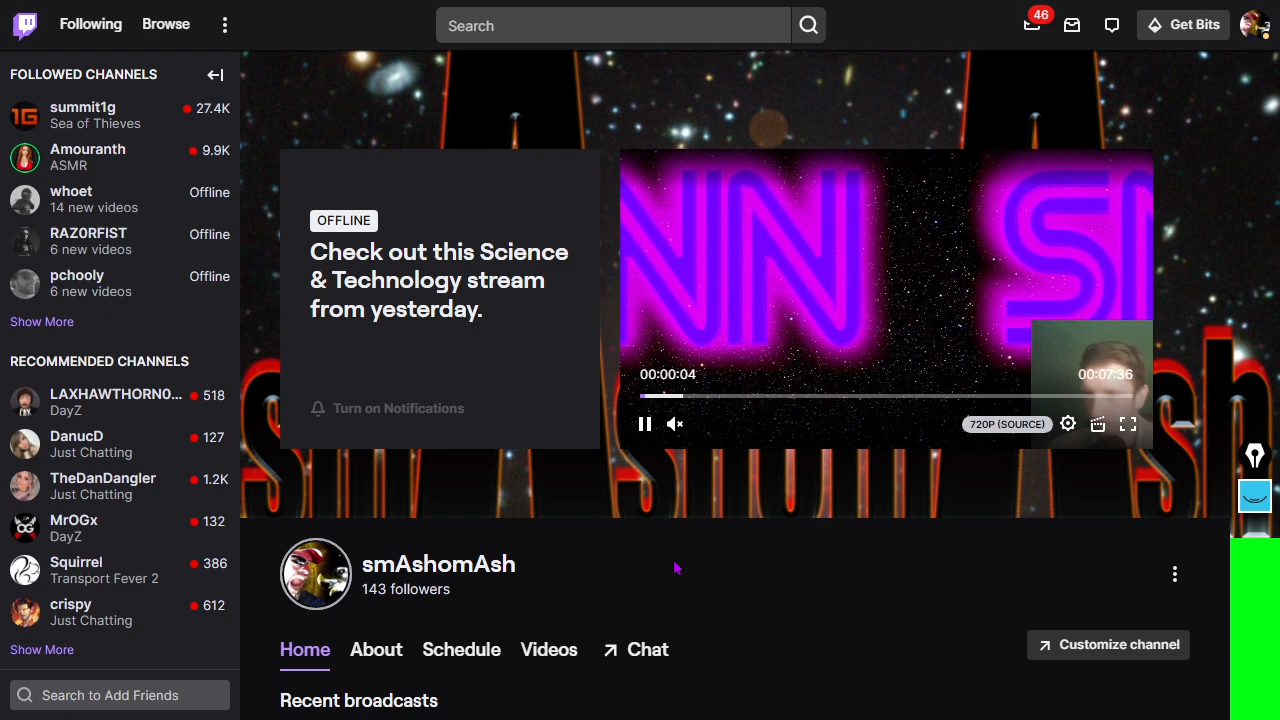 Following Browse
Search
46
Get Bits
FOLLOWED CHANNELS
1G summit1g 27.4K
Sea of Thieves
Amouranth 9.9K
ASMR
whoet Offline
14 new videos
RAZ0RFIST Offline
6 new videos
pchooly Offline
6 new videos
Show More
RECOMMENDED CHANNELS
LAXHAWTHORN0... 518
DayZ
DanucD 127
Just Chatting
TheDanDangler 1.2K
Just Chatting
OG MrOGx 132
DayZ
Squirrel 386
Transport Fever 2
crispy 612
Just Chatting
Show More
Search to Add Friends
OFFLINE
Check out this Science
& Technology stream
from yesterday.
Turn on Notifications
00:00:04 00:07:36
720P (SOURCE)
smAshomAsh
143 followers
Home About Schedule Videos Chat
Customize channel
Recent broadcasts